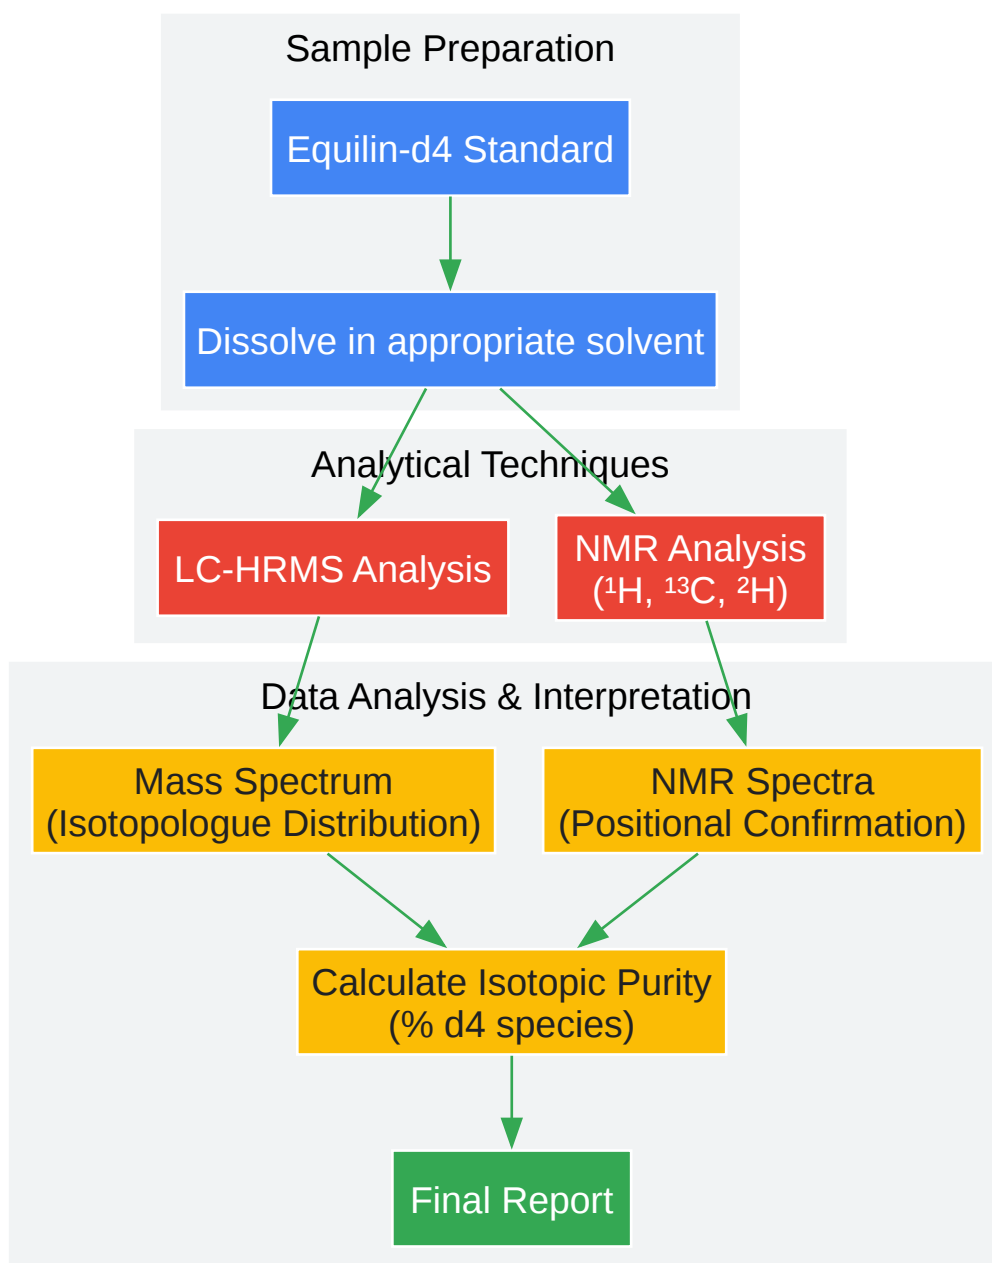 Sample Preparation
Equilin-d4 Standard
Dissolve in appropriate solvent
Analytical Techniques
LC-HRMS Analysis
NMR Analysis
(¹H, ¹³C, ²H)
Data Analysis & Interpretation
Mass Spectrum
(Isotopologue Distribution)
NMR Spectra
(Positional Confirmation)
Calculate Isotopic Purity
(% d4 species)
Final Report